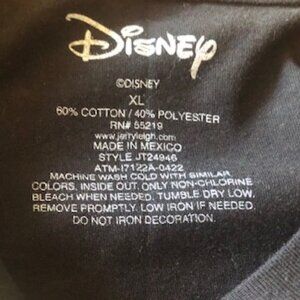 Disney
©DISNEY
XL
60% COTTON / 40% POLYESTER
RN# 55219
www.jerryleigh.com
MADE IN MEXICO
STYLE JT24946
ATM-I7122A-0422
MACHINE WASH COLD WITH SIMILAR
COLORS. INSIDE OUT. ONLY NON-CHLORINE
BLEACH WHEN NEEDED. TUMBLE DRY LOW.
REMOVE PROMPTLY. LOW IRON IF NEEDED.
DO NOT IRON DECORATION.